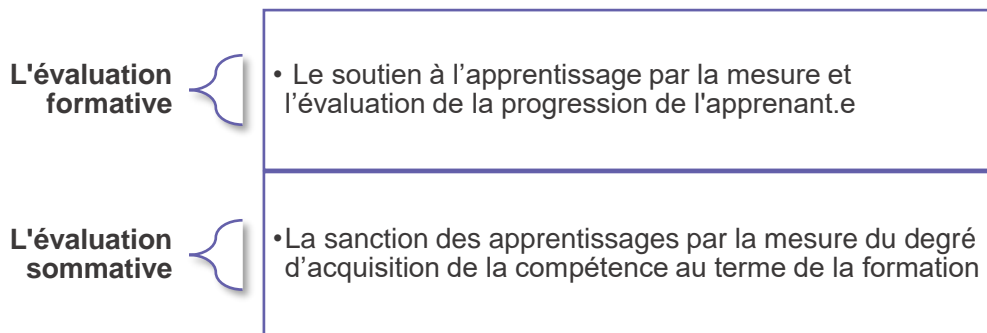 L'évaluation
formative
• Le soutien à l’apprentissage par la mesure et
l’évaluation de la progression de l'apprenant.e
L'évaluation
sommative
•La sanction des apprentissages par la mesure du degré
d’acquisition de la compétence au terme de la formation